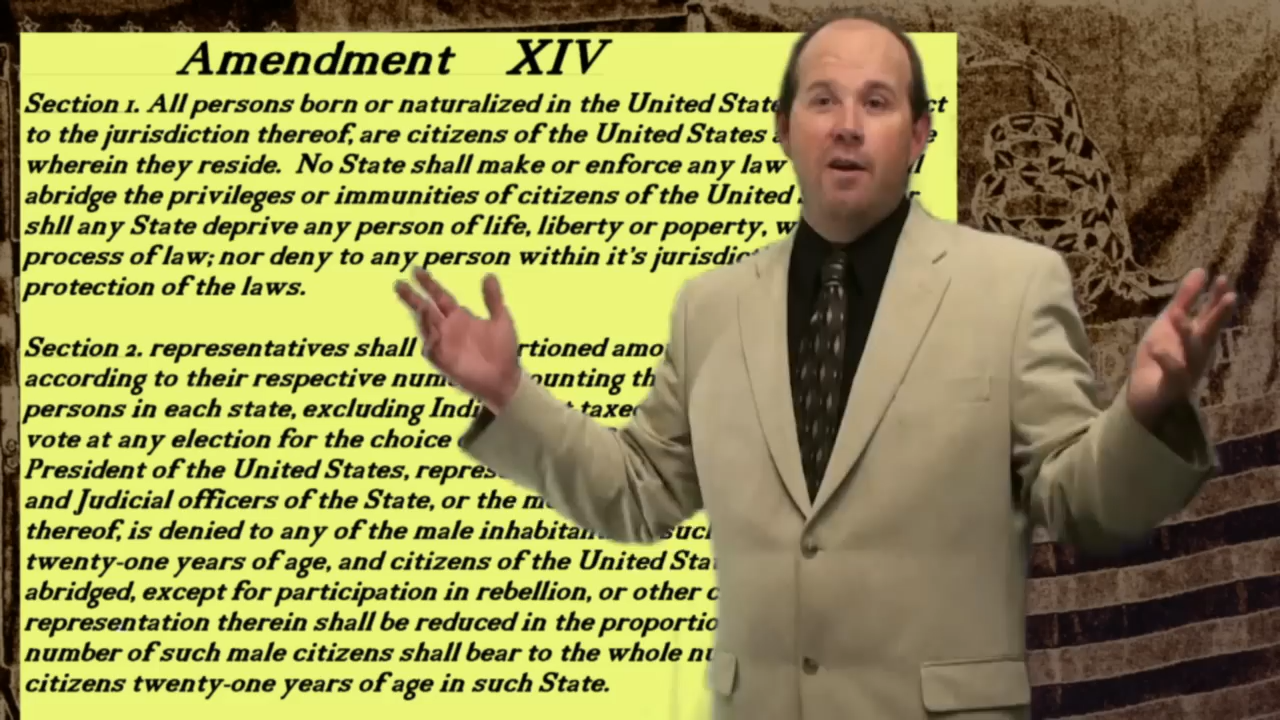 Amendment XIV
Section 1. All persons born or naturalized in the United
to the jurisdiction thereof, are citizens of the United States
wherein they reside. No State shall make or enforce any law
abridge the privileges or immunities of citizens of the United
shll any State deprive any person of life, liberty or poperty,
process of law; nor deny to any person within it's
protection of the laws.
Section 2. representatives shall
according to their respective
persons in each state, excluding
vote at any election for the choice
President of the United States,
and Judicial officers of the State, or the
thereof, is denied to any of the male
twenty-one years of age, and citizens of the United
abridged, except for participation in rebellion, or other
representation therein shall be reduced in the
number of such male citizens shall bear to the whole
citizens twenty-one years of age in such State.